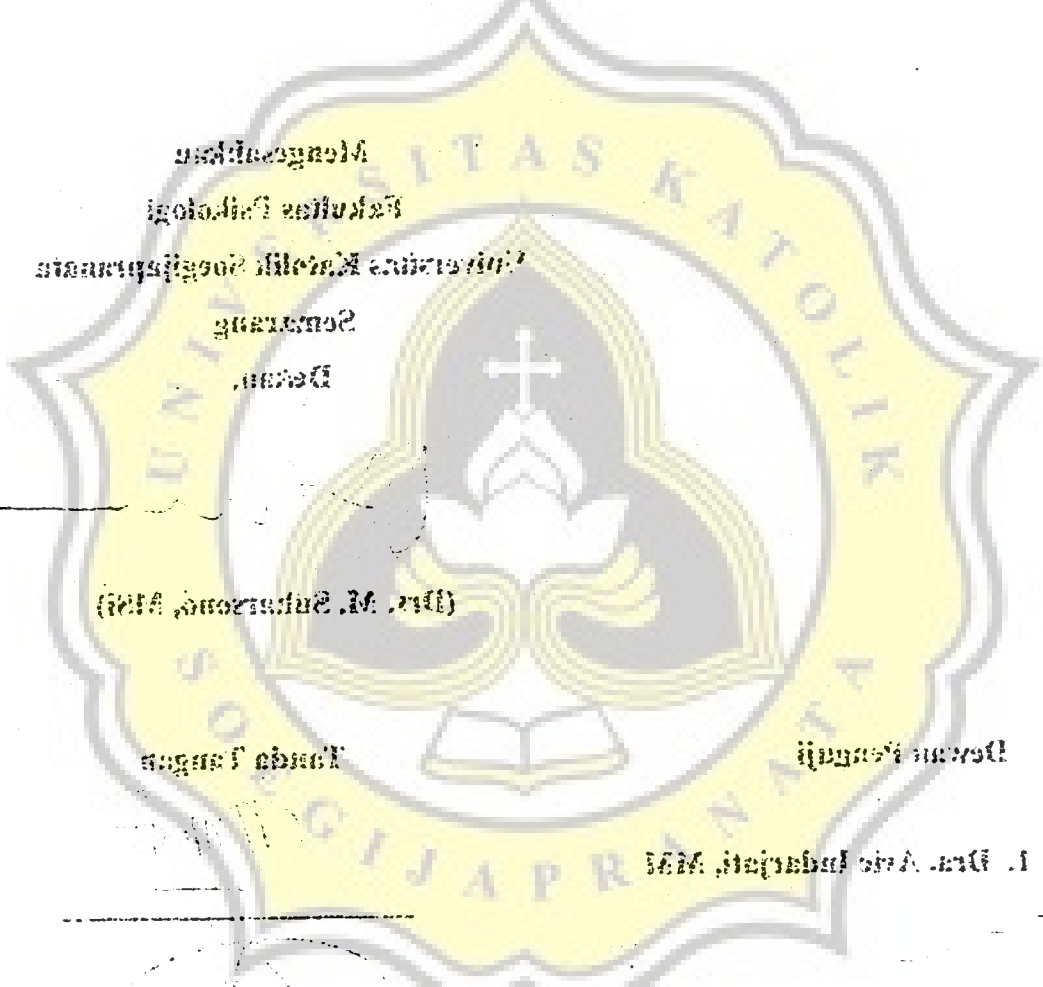 Mengesahkan
Fakultas Psikologi
Universitas Katolik Soegijapranata
Semarang
Dekan,
(Drs. M. Suharsono, MSi)
Dewan Penguji
Tanda Tangan
1. Dra. Arie Indarjati, MM
UNIVERSITAS KATOLIK
SOEGIJAPRANATA